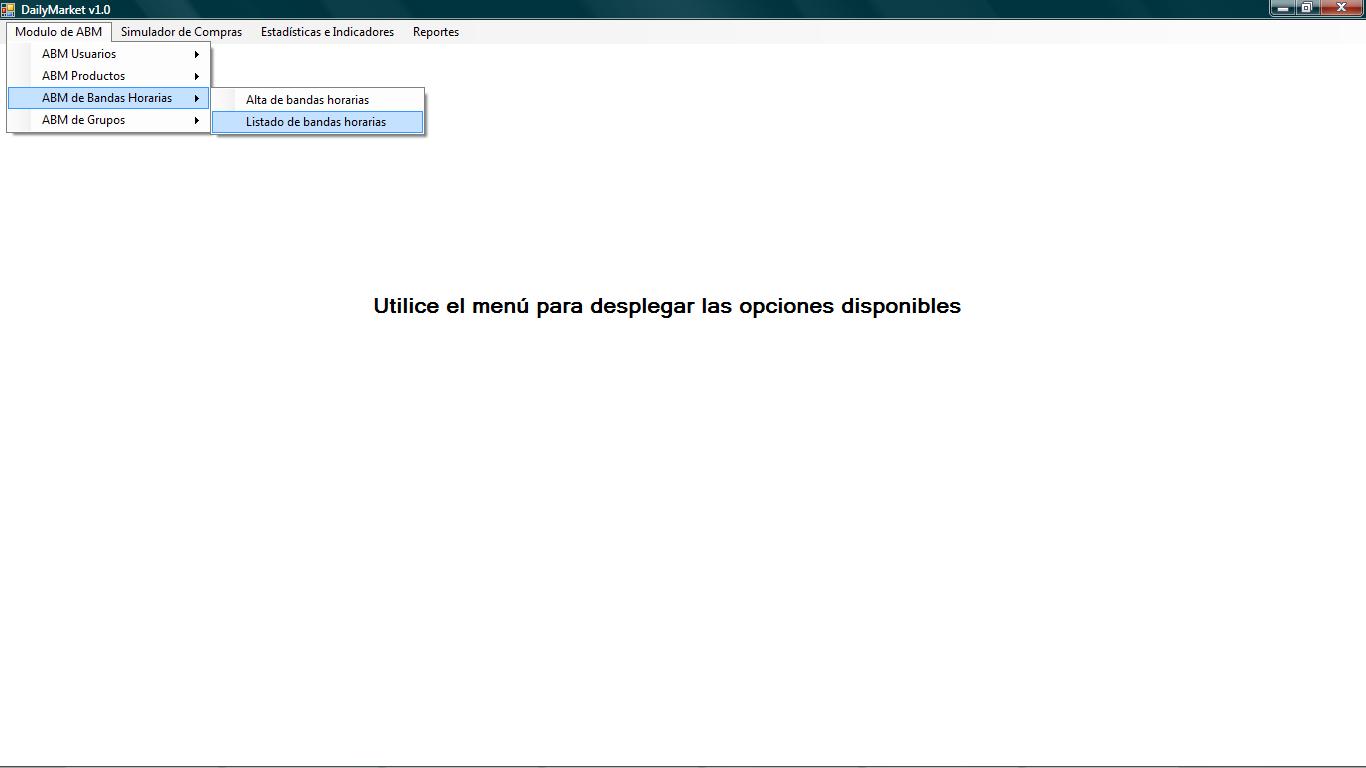 DailyMarket v1.0
Modulo de ABM Simulador de Compras Estadísticas e Indicadores Reportes
ABM Usuarios
ABM Productos
ABM de Bandas Horarias
ABM de Grupos
Alta de bandas horarias
Listado de bandas horarias
Utilice el menú para desplegar las opciones disponibles